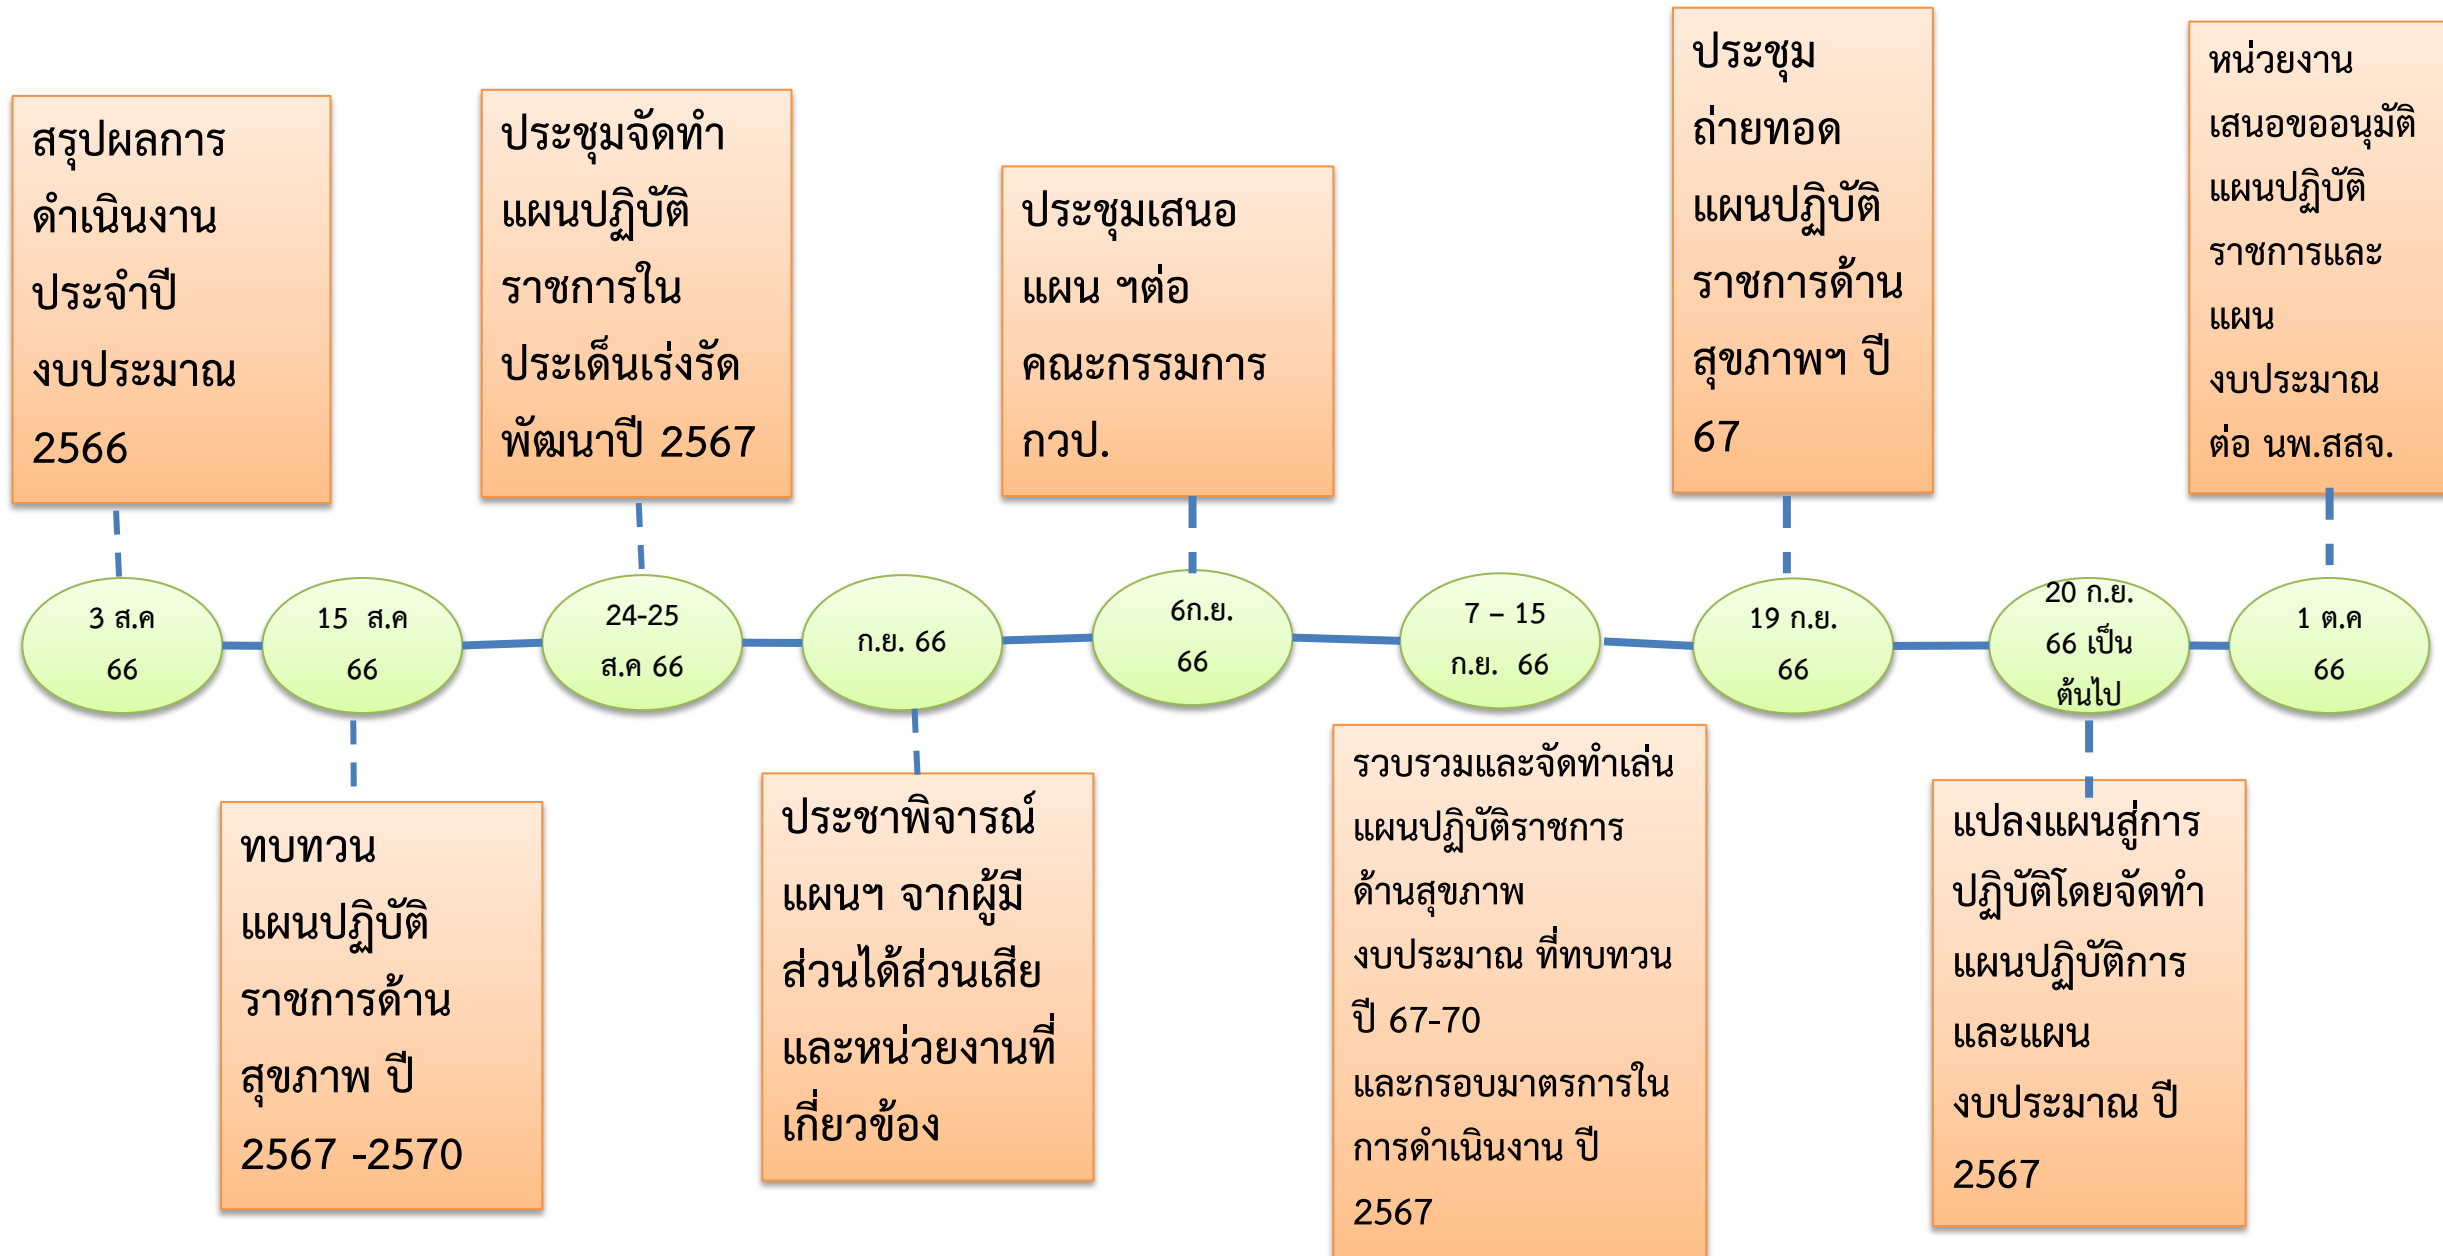 สรุปผลการ
ดำเนินงาน
ประจำปี
งบประมาณ
2566
ประชุมจัดทำ
แผนปฏิบัติ
ราชการใน
ประเด็นเร่งรัด
พัฒนาปี 2567
ประชุมเสนอ
แผน ฯต่อ
คณะกรรมการ
กวป.
ประชุม
ถ่ายทอด
แผนปฏิบัติ
ราชการด้าน
สุขภาพฯ ปี
67
หน่วยงาน
เสนอขออนุมัติ
แผนปฏิบัติ
ราชการและ
แผน
งบประมาณ
ต่อ นพ.สสจ.
3 ส.ค
66
15 ส.ค
66
24-25
ส.ค 66
ก.ย. 66
6ก.ย.
66
7 – 15
ก.ย. 66
19 ก.ย.
66
20 ก.ย.
66 เป็น
ต้นไป
1 ต.ค
66
ทบทวน
แผนปฏิบัติ
ราชการด้าน
สุขภาพ ปี
2567 -2570
ประชาพิจารณ์
แผนฯ จากผู้มี
ส่วนได้ส่วนเสีย
และหน่วยงานที่
เกี่ยวข้อง
รวบรวมและจัดทำเล่น
แผนปฏิบัติราชการ
ด้านสุขภาพ
งบประมาณ ที่ทบทวน
ปี 67-70
และกรอบมาตรการใน
การดำเนินงาน ปี
2567
แปลงแผนสู่การ
ปฏิบัติโดยจัดทำ
แผนปฏิบัติการ
และแผน
งบประมาณ ปี
2567